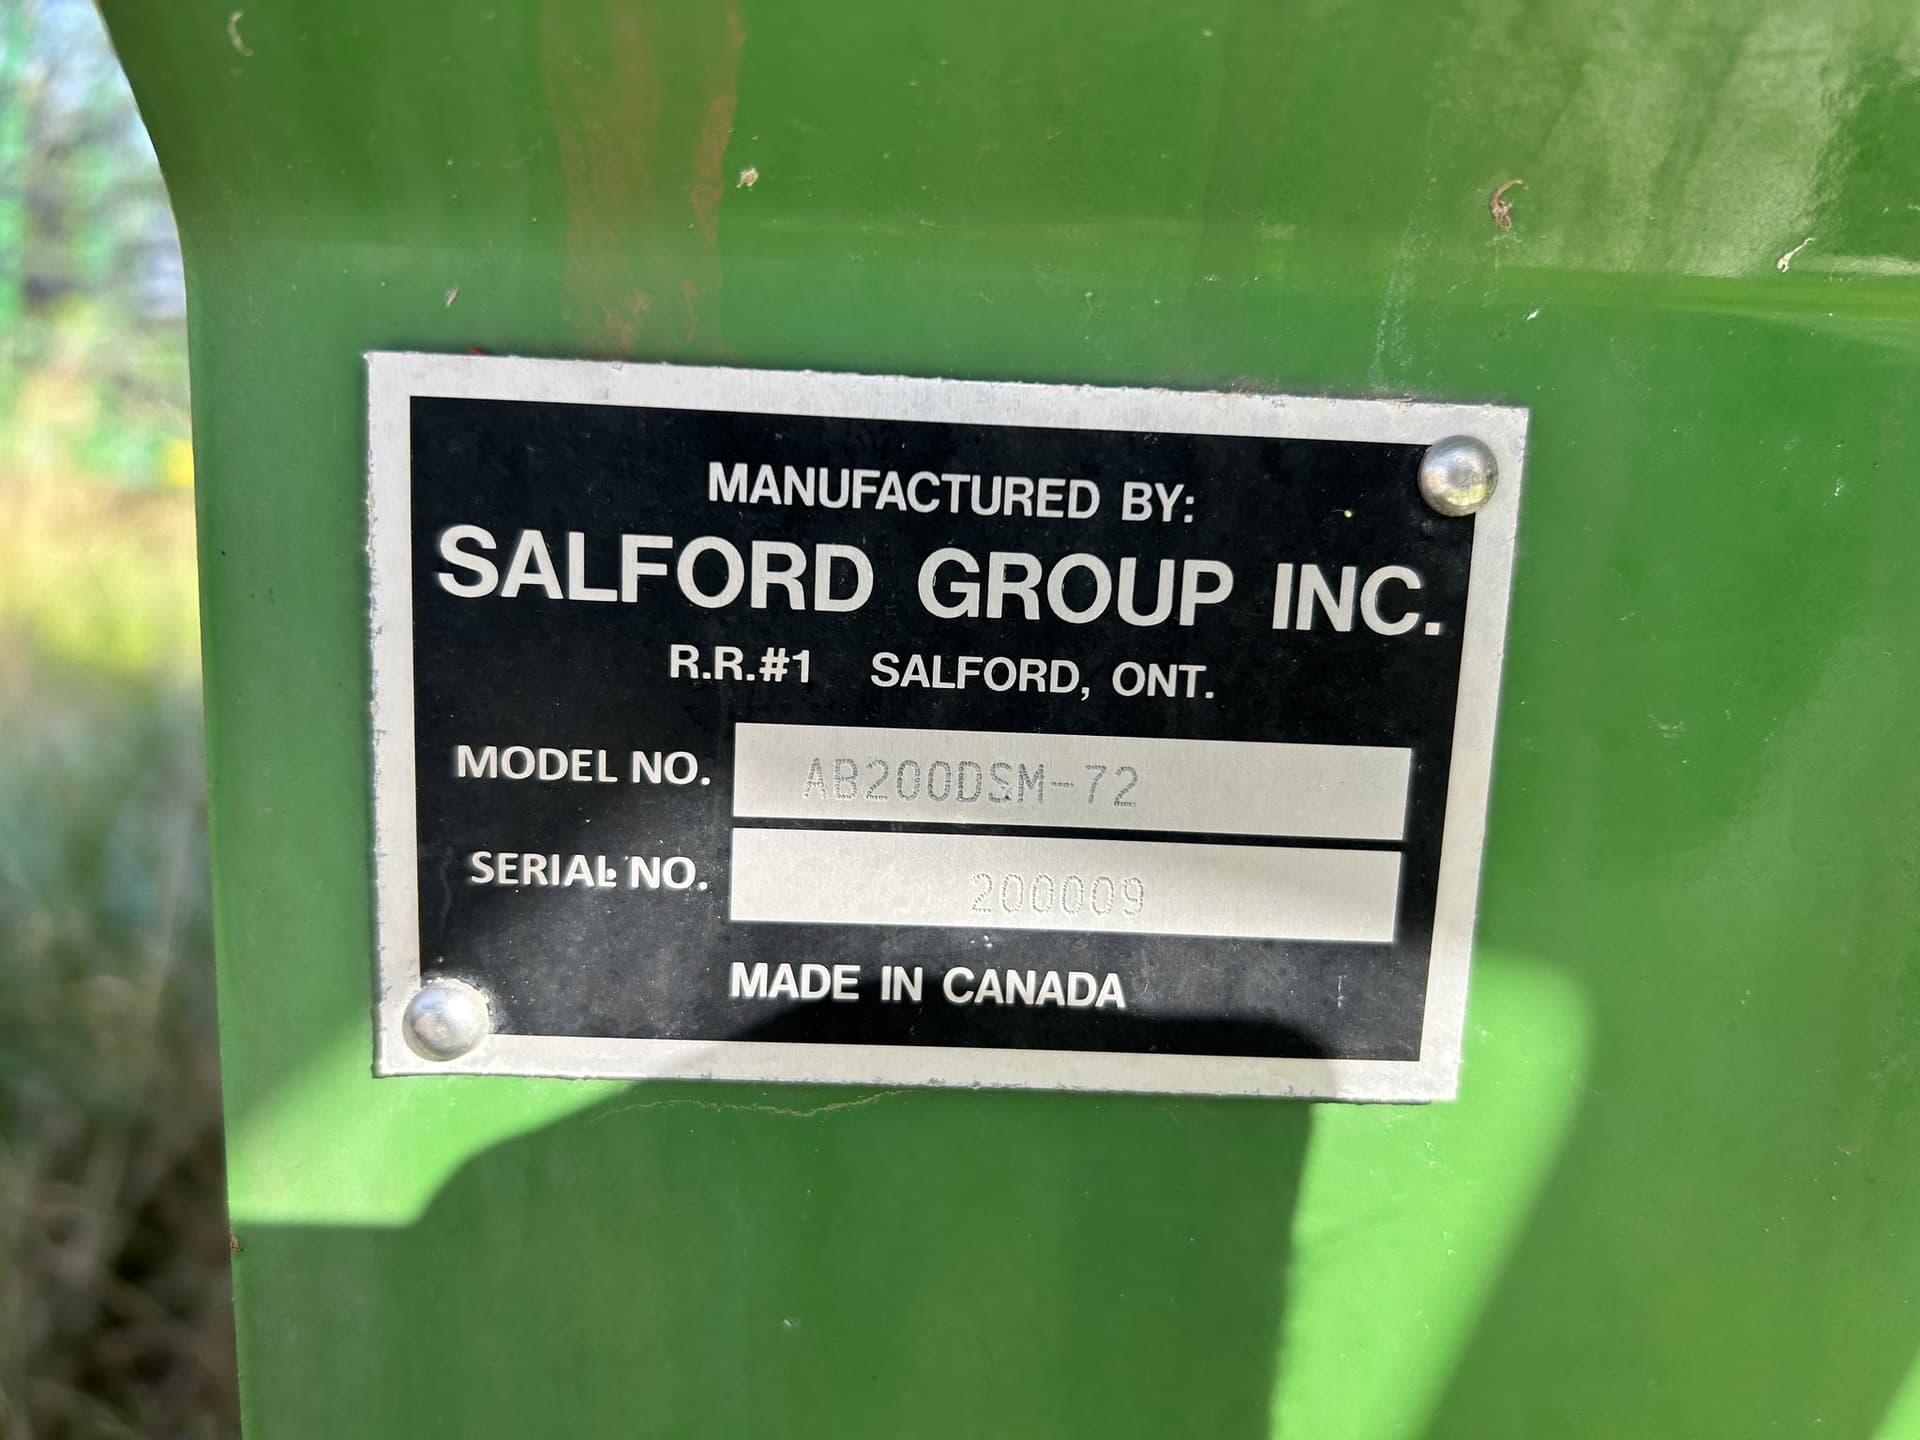 MANUFACTURED BY:
SALFORD GROUP INC.
R.R.#1 SALFORD, ONT.
MODEL NO. AB200DSM-72
SERIAL NO. 200009
MADE IN CANADA